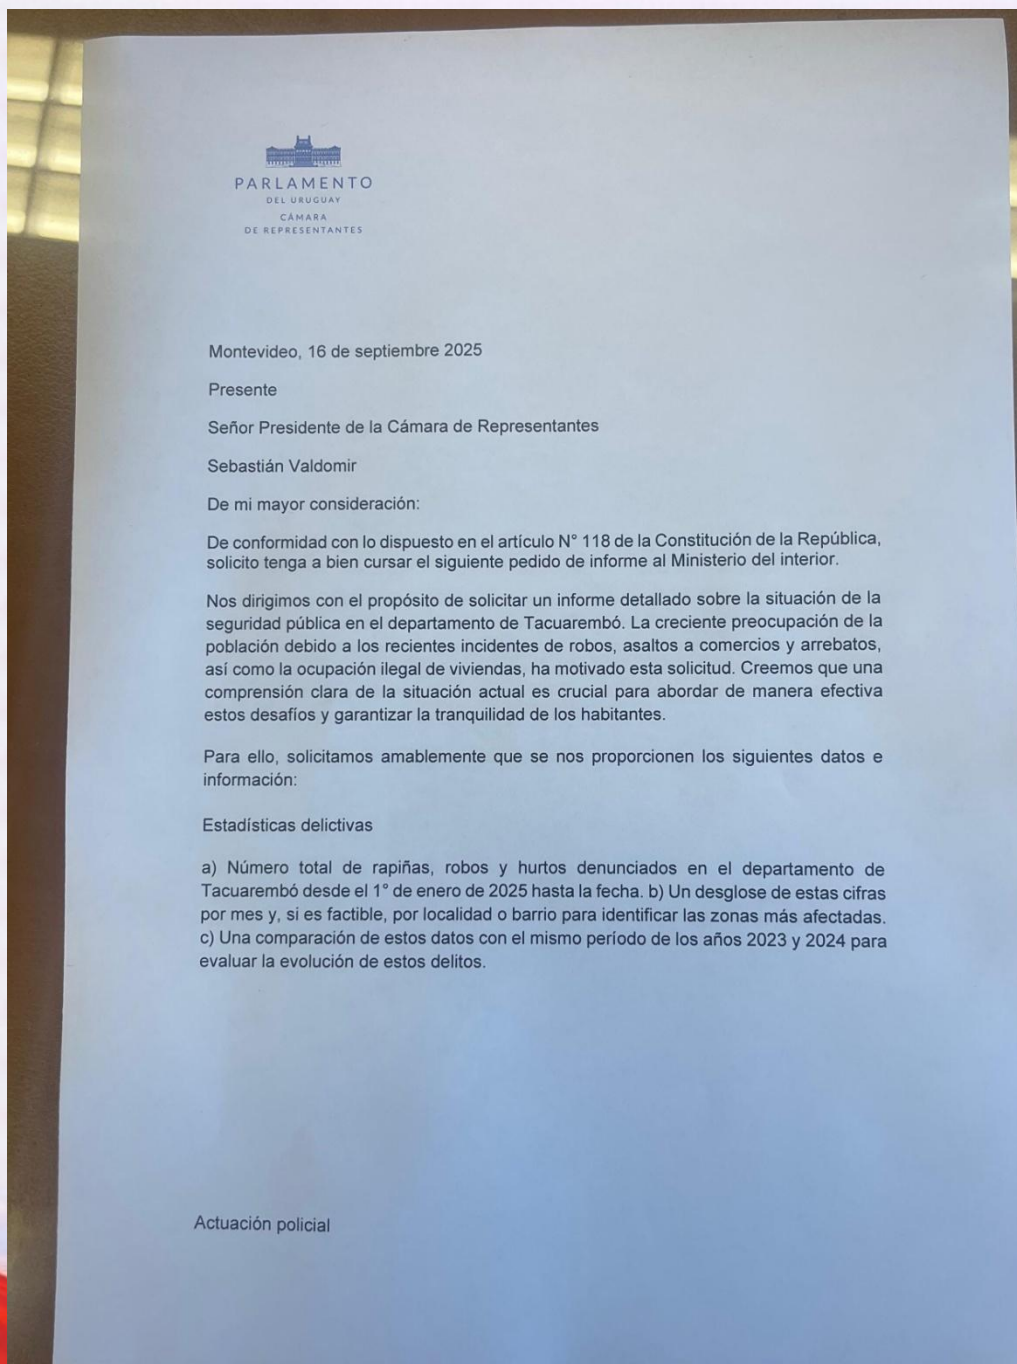 PARLAMENTO
DEL URUGUAY
CÁMARA
DE REPRESENTANTES
Montevideo, 16 de septiembre 2025
Presente
Señor Presidente de la Cámara de Representantes
Sebastián Valdomir
De mi mayor consideración:
De conformidad con lo dispuesto en el artículo N° 118 de la Constitución de la República,
solicito tenga a bien cursar el siguiente pedido de informe al Ministerio del interior.
Nos dirigimos con el propósito de solicitar un informe detallado sobre la situación de la
seguridad pública en el departamento de Tacuarembó. La creciente preocupación de la
población debido a los recientes incidentes de robos, asaltos a comercios y arrebatos,
así como la ocupación ilegal de viviendas, ha motivado esta solicitud. Creemos que una
comprensión clara de la situación actual es crucial para abordar de manera efectiva
estos desafíos y garantizar la tranquilidad de los habitantes.
Para ello, solicitamos amablemente que se nos proporcionen los siguientes datos e
información:
Estadísticas delictivas
a) Número total de rapiñas, robos y hurtos denunciados en el departamento de
Tacuarembó desde el 1° de enero de 2025 hasta la fecha. b) Un desglose de estas cifras
por mes y, si es factible, por localidad o barrio para identificar las zonas más afectadas.
c) Una comparación de estos datos con el mismo período de los años 2023 y 2024 para
evaluar la evolución de estos delitos.
Actuación policial